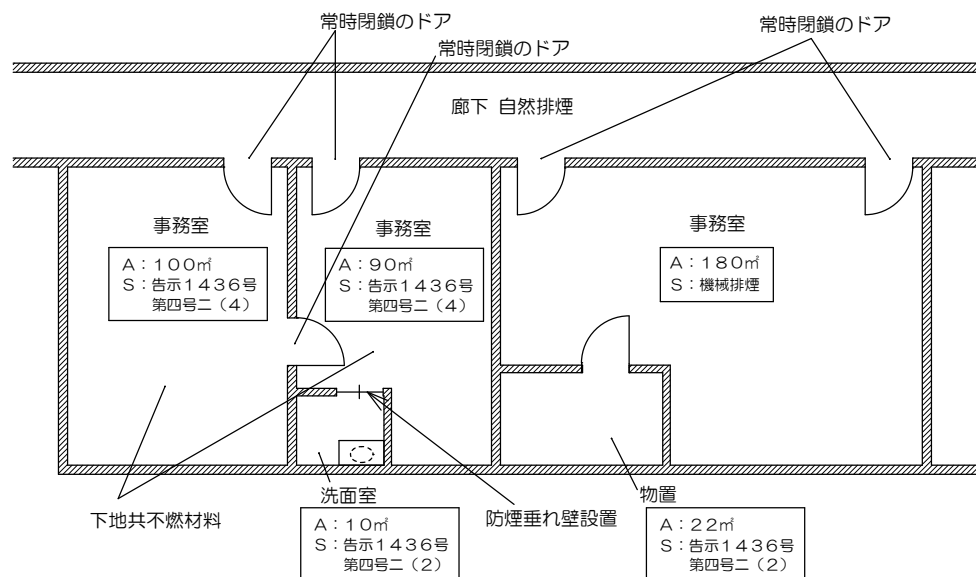 常時閉鎖のドア
常時閉鎖のドア
常時閉鎖のドア
廊下 自然排煙
事務室
A:100㎡
S:告示1436号
第四号二(4)
事務室
A:90㎡
S:告示1436号
第四号二(4)
事務室
A:180㎡
S:機械排煙
下地共不燃材料
洗面室
A:10㎡
S:告示1436号
第四号二(2)
防煙垂れ壁設置
物置
A:22㎡
S:告示1436号
第四号二(2)